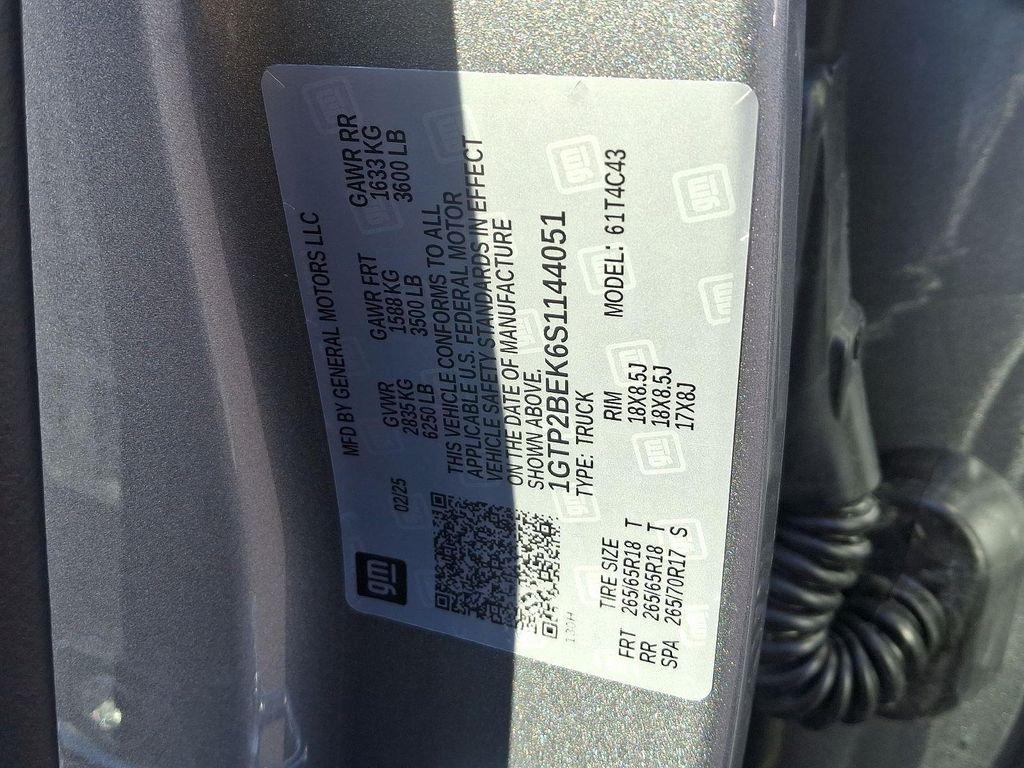 gm
02/25
MFD BY GENERAL MOTORS LLC
GVWR GAWR FRT GAWR RR
2835KG 1588 KG 1633 KG
6250 LB 3500 LB 3600 LB
THIS VEHICLE CONFORMS TO ALL
APPLICABLE U.S. FEDERAL MOTOR
VEHICLE SAFETY STANDARDS IN EFFECT
ON THE DATE OF MANUFACTURE
SHOWN ABOVE.
1GTP2BEK6S1144051
TYPE: TRUCK MODEL: 61T4C43
TIRE SIZE RIM
FRT 265/65R18 T 18X8.5J
RR 265/65R18 T 18X8.5J
SPA 265/70R17 S 17X8J